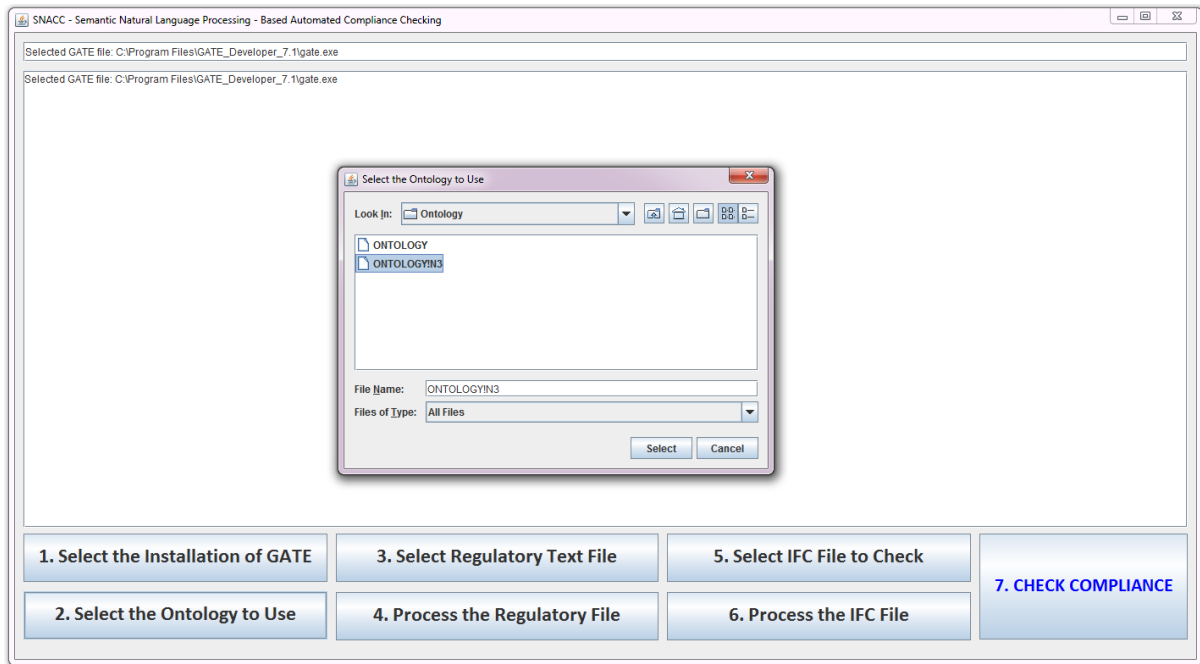 SNACC - Semantic Natural Language Processing - Based Automated Compliance Checking
Selected GATE file: C:\Program Files\GATE_Developer_7.1\gate.exe
Selected GATE file: C:\Program Files\GATE_Developer_7.1\gate.exe
Select the Ontology to Use
Look In: Ontology
ONTOLOGY
ONTOLOGY!N3
File Name: ONTOLOGY!N3
Files of Type: All Files
Select Cancel
1. Select the Installation of GATE
3. Select Regulatory Text File
5. Select IFC File to Check
7. CHECK COMPLIANCE
2. Select the Ontology to Use
4. Process the Regulatory File
6. Process the IFC File